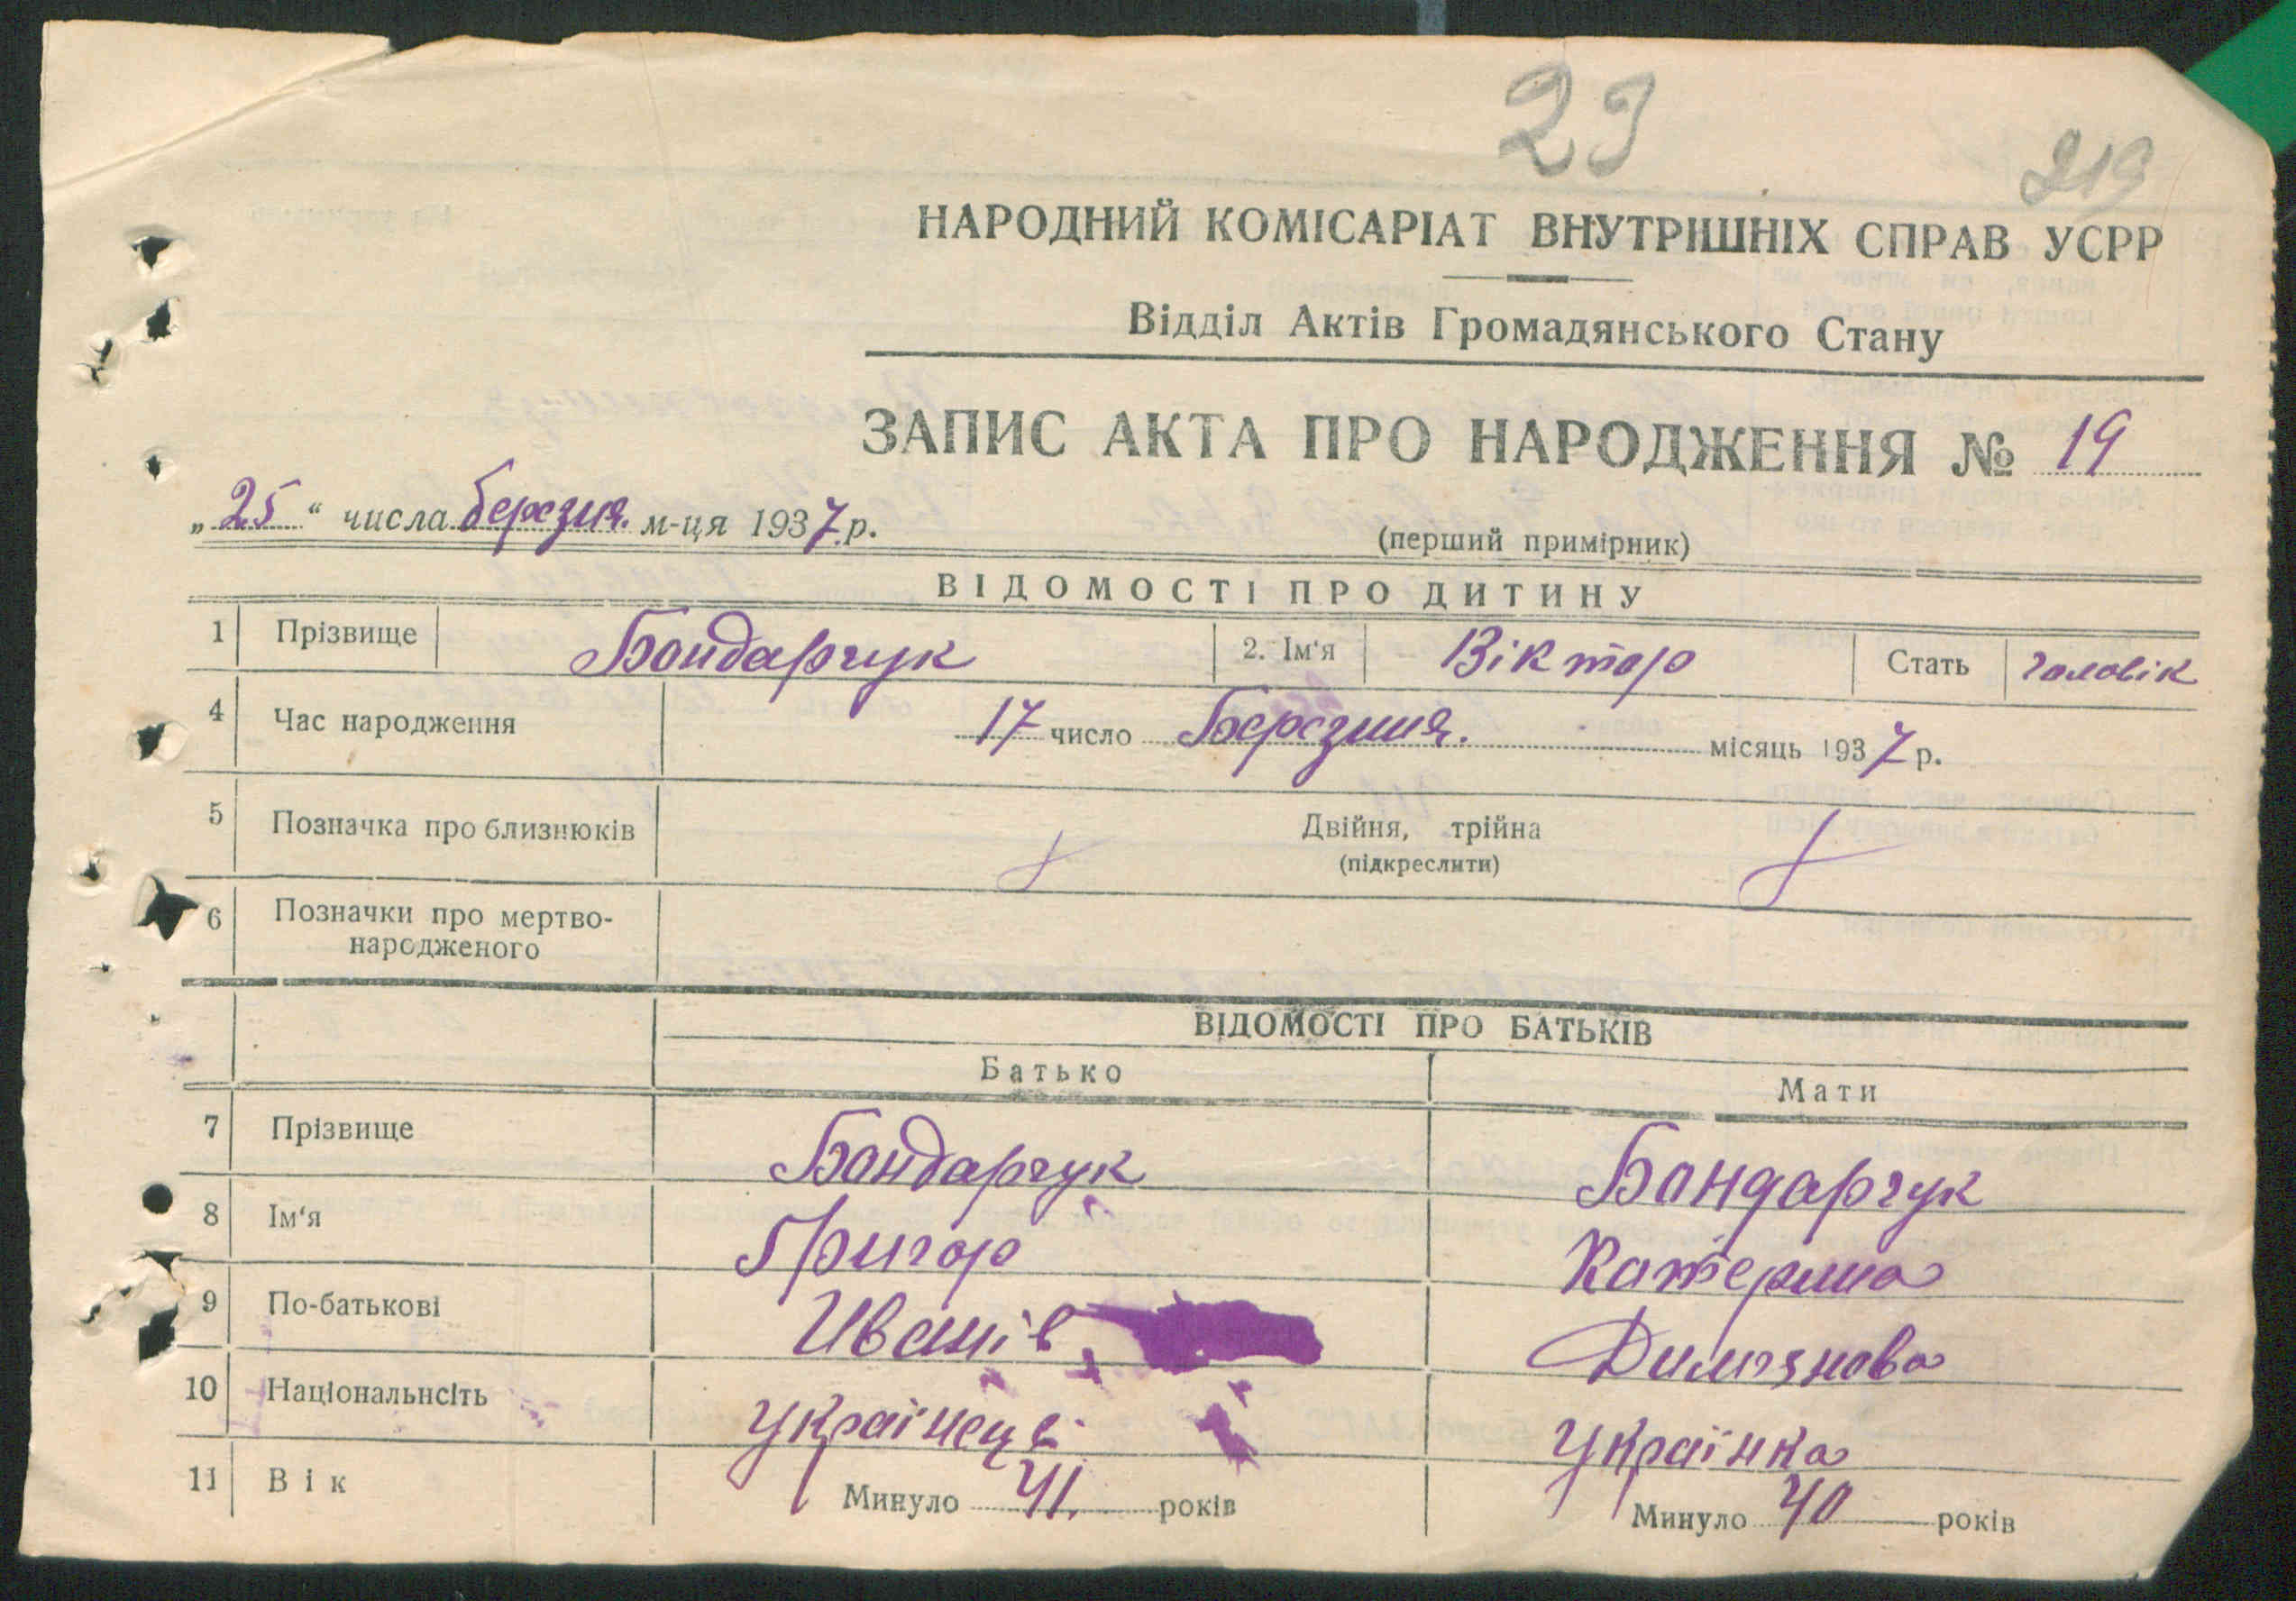 23
219
НАРОДНИЙ КОМІСАРІАТ ВНУТРІШНІХ СПРАВ УСРР
Відділ Актів Громадянського Стану
ЗАПИС АКТА ПРО НАРОДЖЕННЯ № 19
„25“ числа березня м-ця 1937 р.
(перший примірник)
ВІДОМОСТІ ПРО ДИТИНУ
1 Прізвище Бондарчук 2. Ім'я Віктор Стать чоловік
4 Час народження 17 число Березня. місяць 1937 р.
5 Позначка про близнюків Двійня, трійна
(підкреслити)
6 Позначки про мертво-
народженого
ВІДОМОСТІ ПРО БАТЬКІВ
Батько Мати
7 Прізвище Бондарчук Бондарчук
8 Ім'я Григор Катерина
9 По-батькові Иванів
10 Національнсіть Українець Українка
11 Вік Минуло 41. років Минуло 40 років